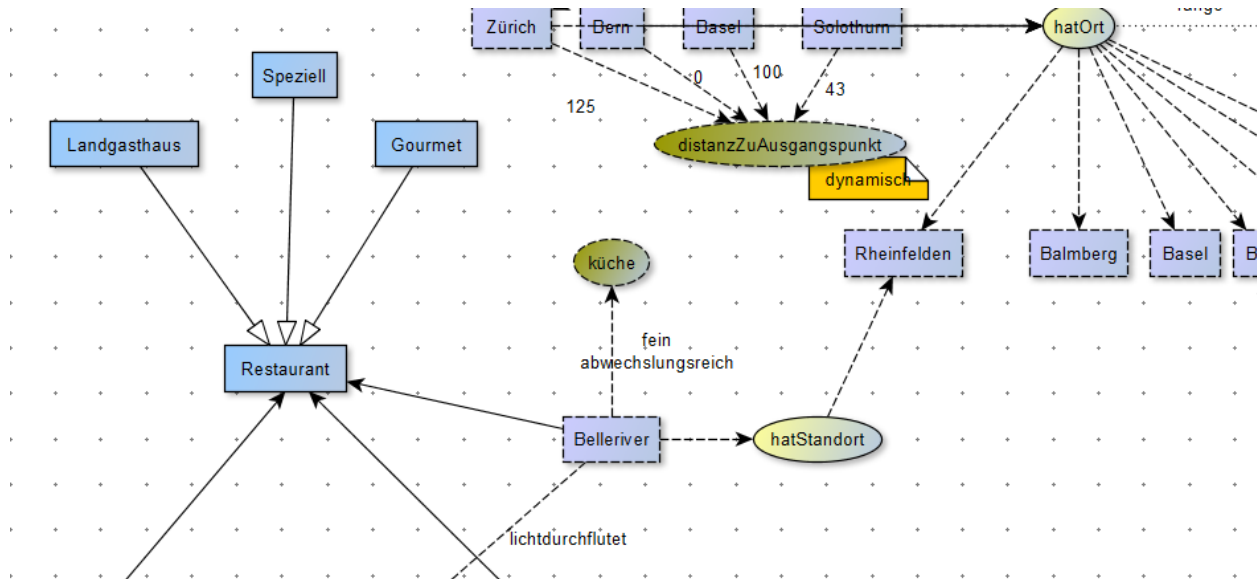 Zürich
Bern
Basel
Solothurn
hatOrt
range
Speziell
0
100
43
125
Landgasthaus
Gourmet
distanzZuAusgangspunkt
dynamisch
küche
Rheinfelden
Balmberg
Basel
B
fein
abwechslungsreich
Restaurant
Belleriver
hatStandort
lichtdurchflutet